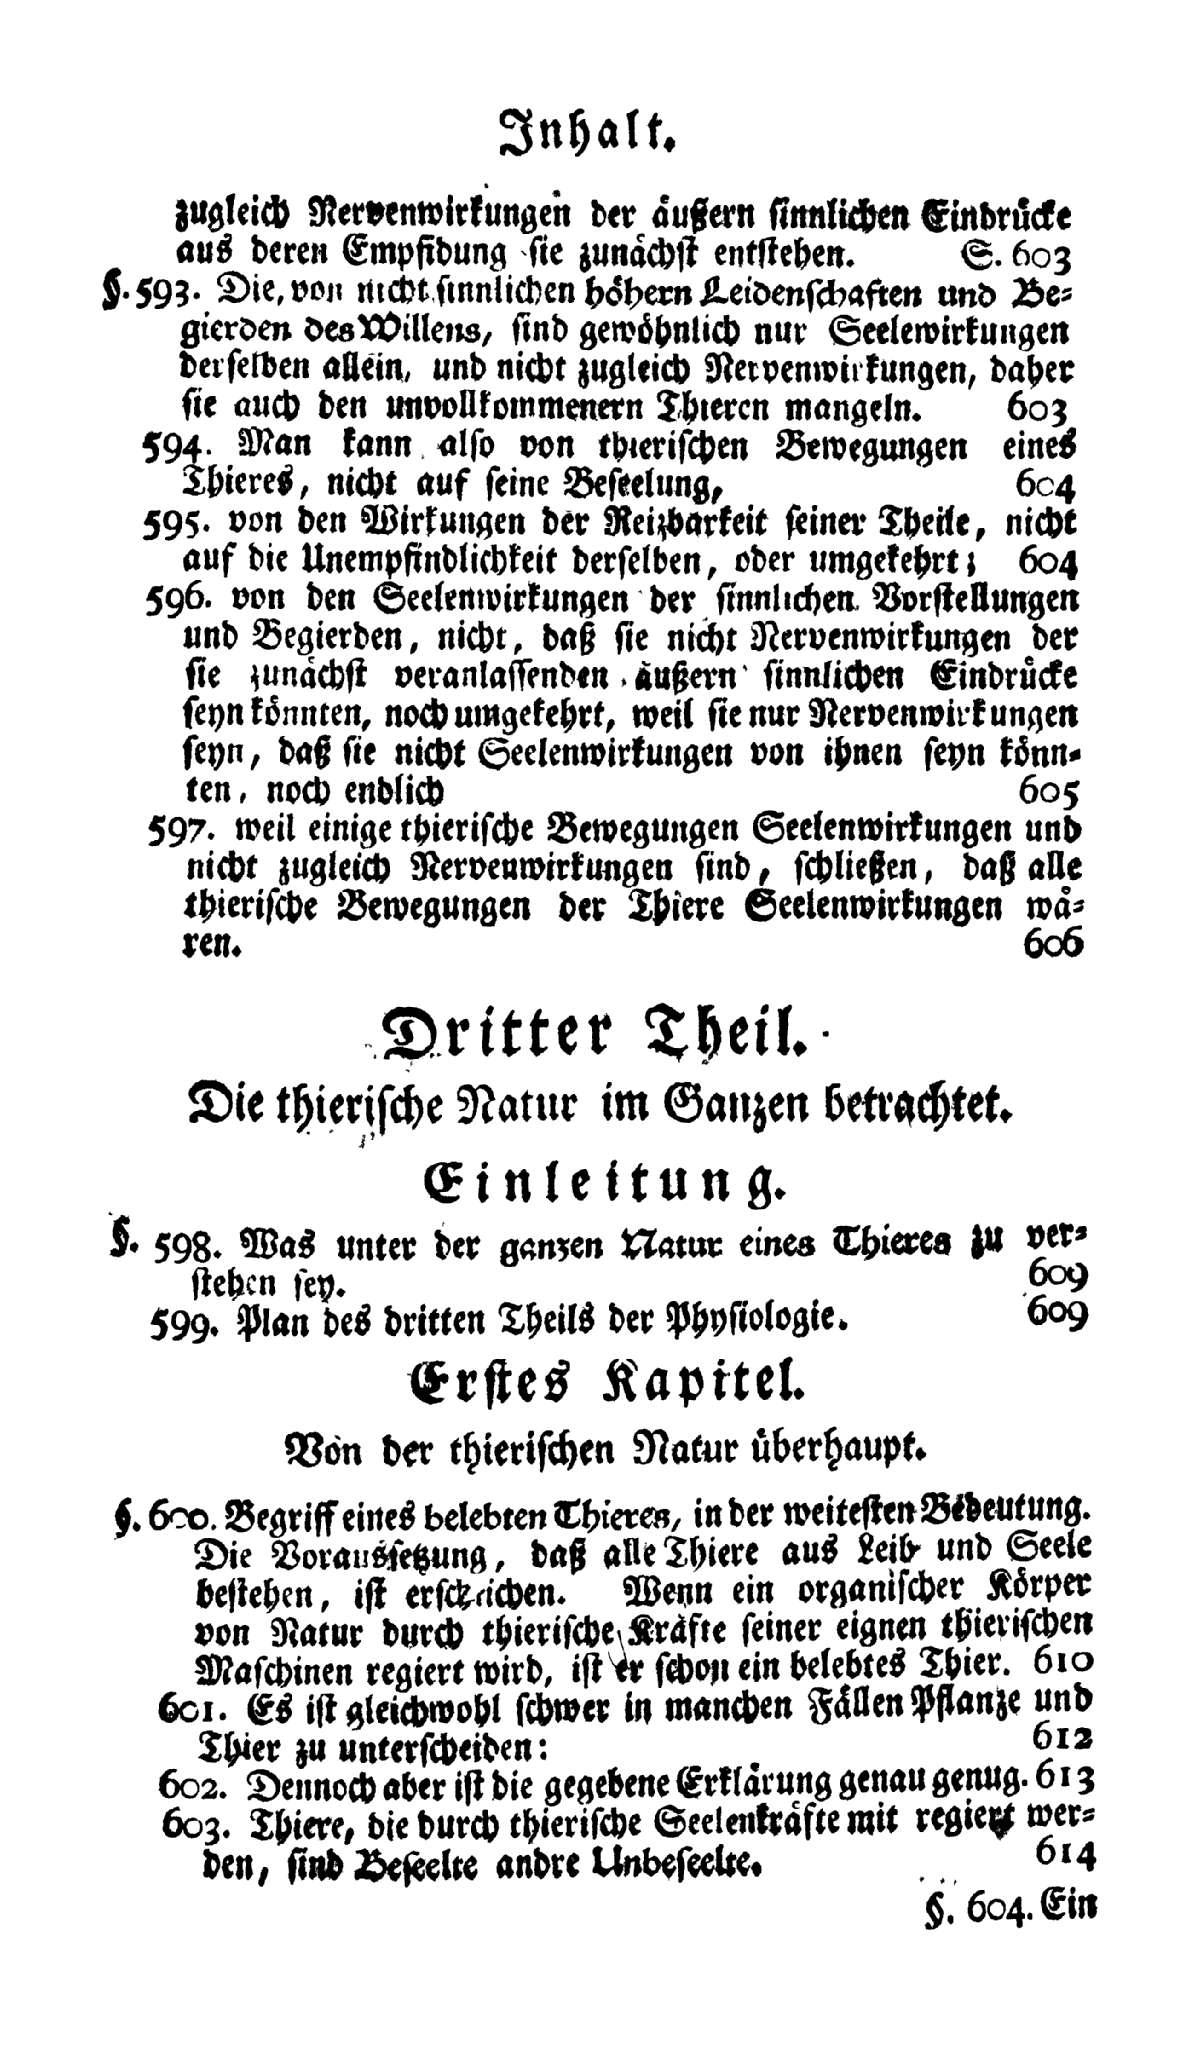 Inhalt.
zugleich Nervenwirkungen der äußern sinnlichen Eindrücke
aus deren Empfidung sie zunächst entstehen. S. 603
§. 593. Die, von nicht sinnlichen höhern Leidenschaften und Be-
gierden des Willens, sind gewöhnlich nur Seelewirkungen
derselben allein, und nicht zugleich Nervenwirkungen, daher
sie auch den unvollkommenern Thieren mangeln. 603
594. Man kann also von thierischen Bewegungen eines
Thieres, nicht auf seine Beseelung, 604
595. von den Wirkungen der Reizbarkeit seiner Theile, nicht
auf die Unempfindlichkeit derselben, oder umgekehrt; 604
596. von den Seelenwirkungen der sinnlichen Vorstellungen
und Begierden, nicht, daß sie nicht Nervenwirkungen der
sie zunächst veranlassenden äußern sinnlichen Eindrücke
seyn könnten, noch umgekehrt, weil sie nur Nervenwirkungen
seyn, daß sie nicht Seelenwirkungen von ihnen seyn könn-
ten, noch endlich 605
597. weil einige thierische Bewegungen Seelenwirkungen und
nicht zugleich Nervenwirkungen sind, schließen, daß alle
thierische Bewegungen der Thiere Seelenwirkungen wä-
ren. 606
Dritter Theil.
Die thierische Natur im Ganzen betrachtet.
Einleitung.
§. 598. Was unter der ganzen Natur eines Thieres zu ver-
stehen sey. 609
599. Plan des dritten Theils der Physiologie. 609
Erstes Kapitel.
Von der thierischen Natur überhaupt.
§. 600. Begriff eines belebten Thieres, in der weitesten Bedeutung.
Die Voraussetzung, daß alle Thiere aus Leib und Seele
bestehen, ist erschlichen. Wenn ein organischer Körper
von Natur durch thierische Kräfte seiner eignen thierischen
Maschinen regiert wird, ist er schon ein belebtes Thier. 610
601. Es ist gleichwohl schwer in manchen Fällen Pflanze und
Thier zu unterscheiden: 612
602. Dennoch aber ist die gegebene Erklärung genau genug. 613
603. Thiere, die durch thierische Seelenkräfte mit regiert wer-
den, sind Beseelte andre Unbeseelte. 614
§. 604. Ein